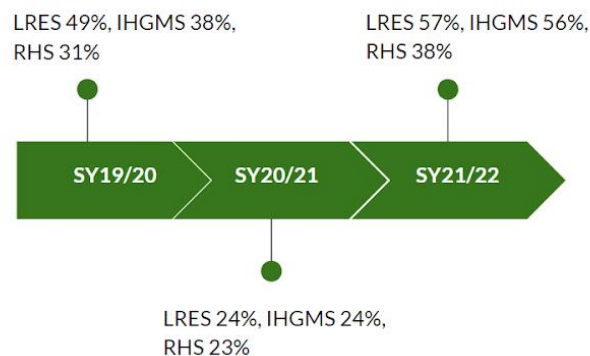 LRES 49%, IHGMS 38%,
RHS 31%
LRES 57%, IHGMS 56%,
RHS 38%
SY19/20
SY20/21
SY21/22
LRES 24%, IHGMS 24%,
RHS 23%